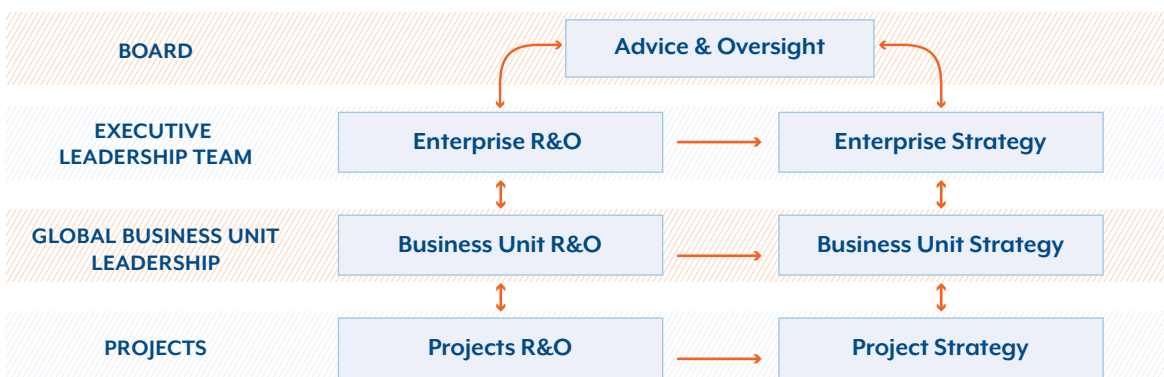 BOARD
Advice & Oversight
EXECUTIVE
LEADERSHIP TEAM
Enterprise R&O
Enterprise Strategy
GLOBAL BUSINESS UNIT
LEADERSHIP
Business Unit R&O
Business Unit Strategy
PROJECTS
Projects R&O
Project Strategy